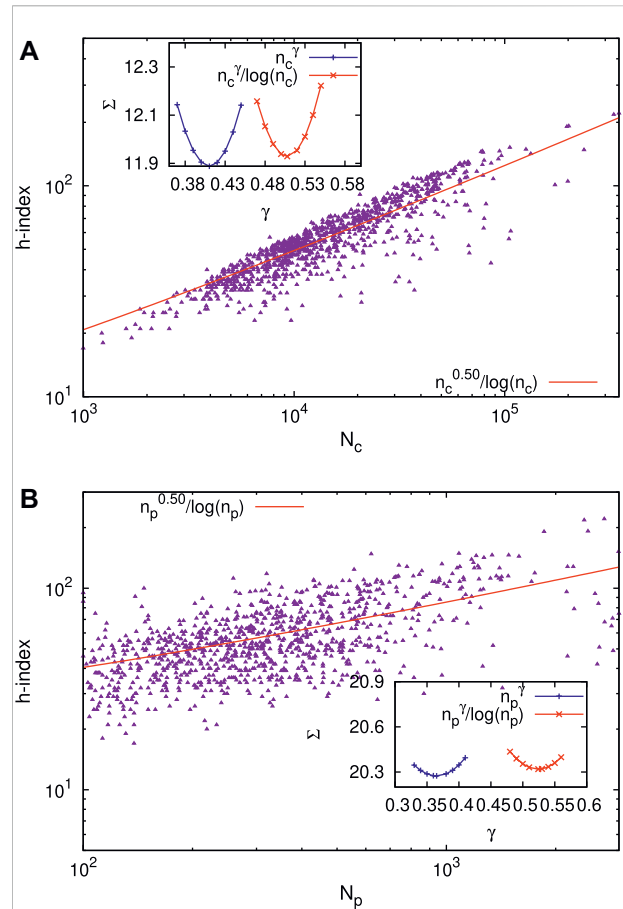 A
12.3
12.1
11.9
Σ
n_c^γ
n_c^γ/log(n_c)
0.38 0.43 0.48 0.53 0.58
γ
h-index
10^2
10^1
n_c^0.50/log(n_c)
10^3 10^4 10^5
N_c
B
n_p^0.50/log(n_p)
h-index
10^2
10^1
20.9
20.6
20.3
Σ
n_p^γ
n_p^γ/log(n_p)
0.3 0.35 0.4 0.45 0.5 0.55 0.6
γ
10^2 10^3
N_p